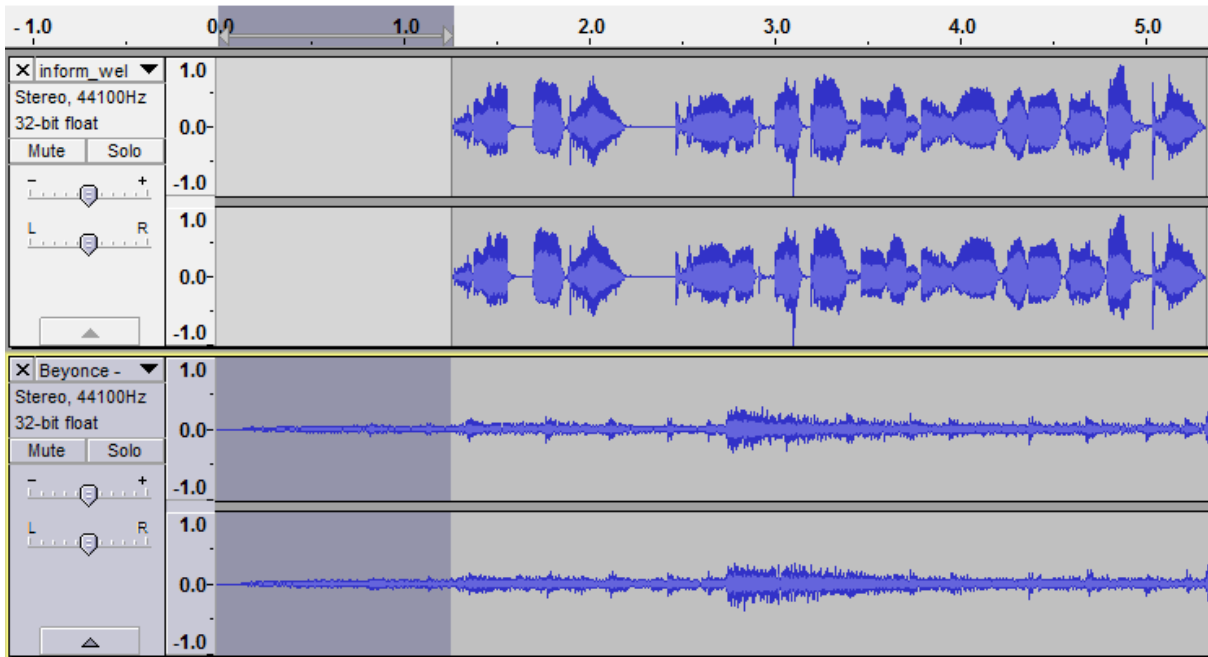 - 1.0 0.0 1.0 2.0 3.0 4.0 5.0
inform_wel
Stereo, 44100Hz
32-bit float
Mute Solo
- +
L R
1.0
0.0-
-1.0
1.0
0.0-
-1.0
Beyonce -
Stereo, 44100Hz
32-bit float
Mute Solo
- +
L R
1.0
0.0-
-1.0
1.0
0.0-
-1.0